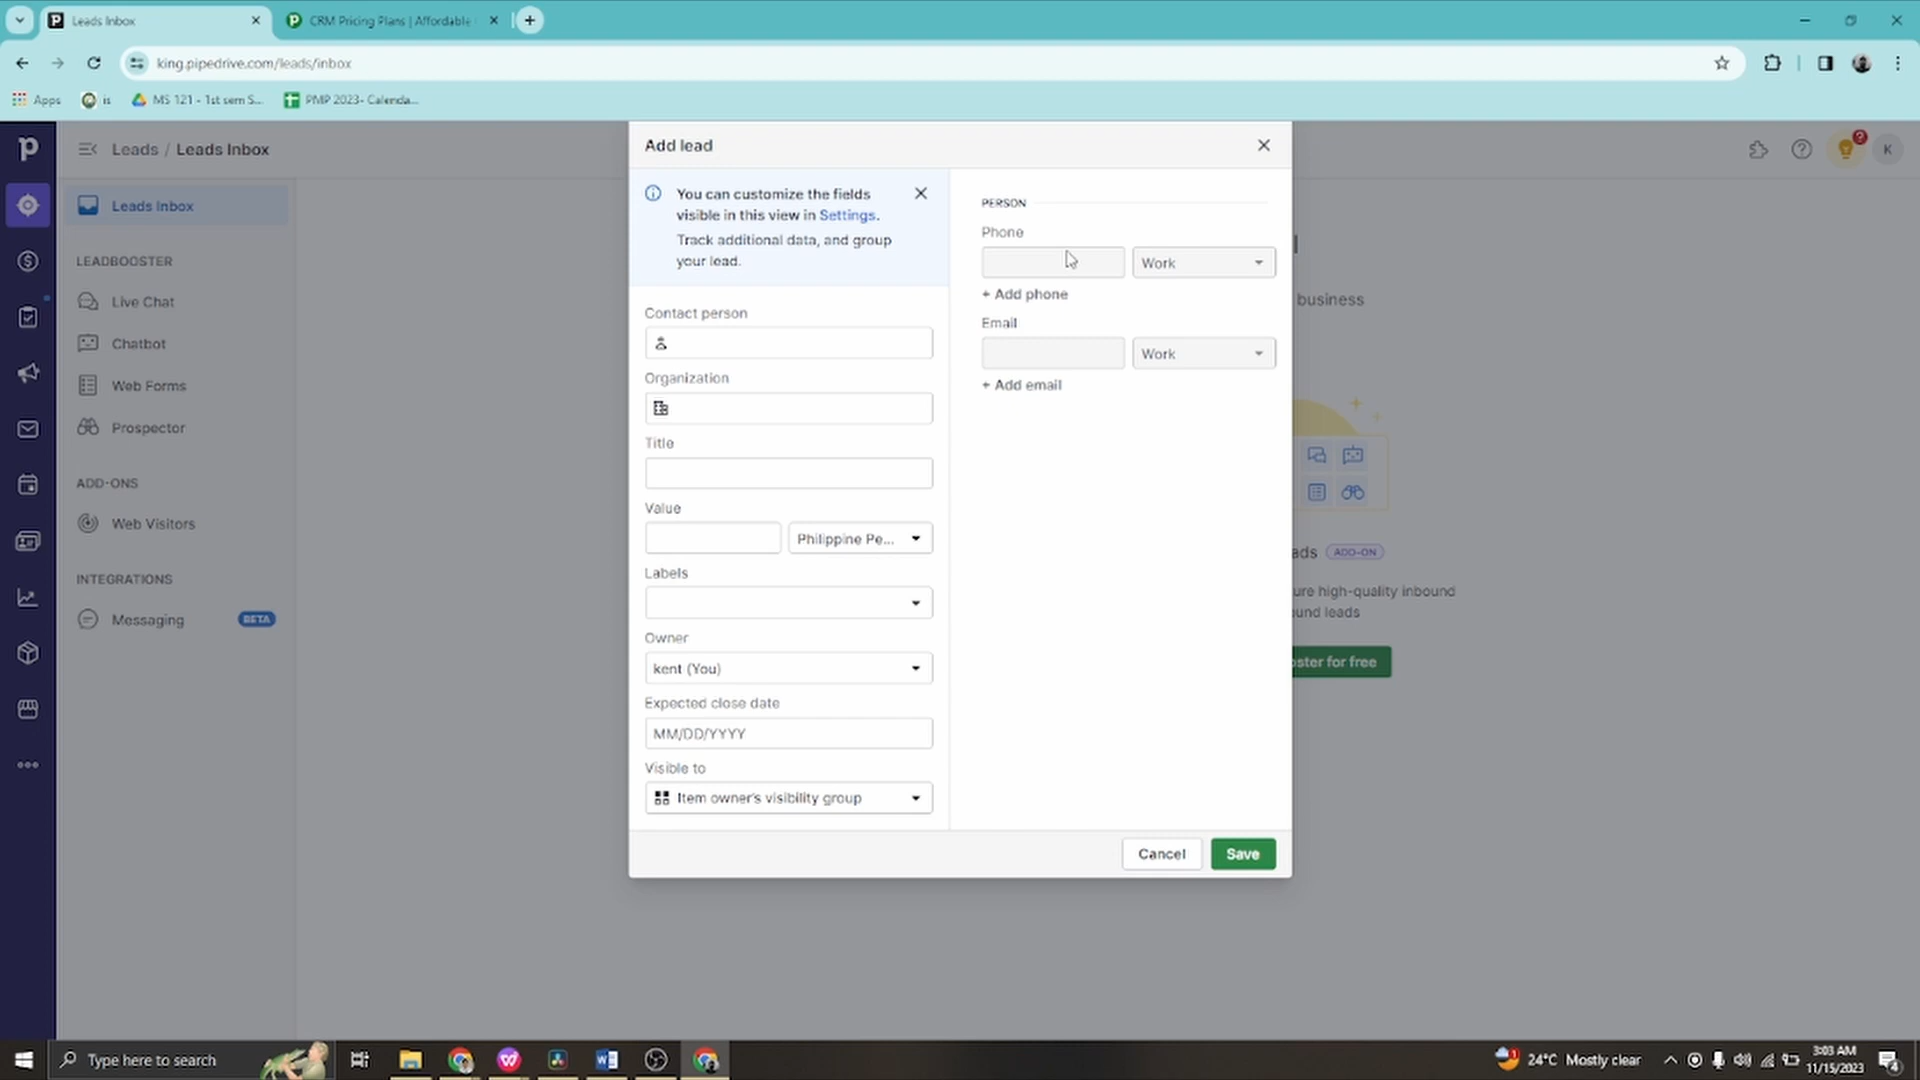 Leads Inbox
CRM Pricing Plans | Affordable
king.pipedrive.com/leads/inbox
Apps
is
MS 121 - 1st sem S...
PMP 2023- Calenda...
Leads / Leads Inbox
K
Leads Inbox
LEADBOOSTER
Live Chat
Chatbot
Web Forms
Prospector
ADD-ONS
Web Visitors
INTEGRATIONS
Messaging BETA
Add lead
You can customize the fields
visible in this view in Settings.
Track additional data, and group
your lead.
Contact person
Organization
Title
Value
Philippine Pe...
Labels
Owner
kent (You)
Expected close date
MM/DD/YYYY
Visible to
Item owner's visibility group
PERSON
Phone
Work
+ Add phone
Email
Work
+ Add email
Cancel
Save
business
ads ADD-ON
ure high-quality inbound
und leads
oster for free
Type here to search
24°C Mostly clear
3:03 AM
11/15/2023
4